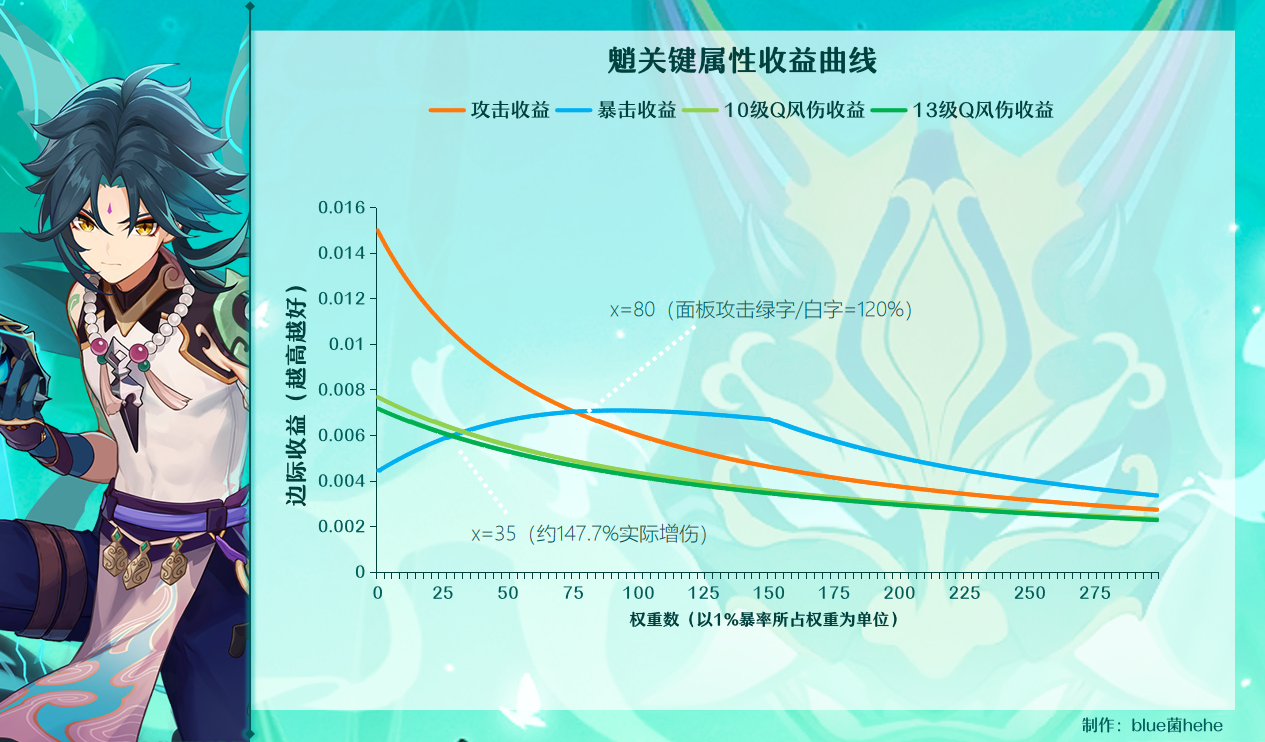 魈关键属性收益曲线
攻击收益 暴击收益 10级Q风伤收益 13级Q风伤收益
边际收益（越高越好）
0.016
0.014
0.012
0.01
0.008
0.006
0.004
0.002
0
x=80（面板攻击绿字/白字=120%）
x=35（约147.7%实际增伤）
0 25 50 75 100 125 150 175 200 225 250 275
权重数（以1%暴率所占权重为单位）
制作：blue菌hehe